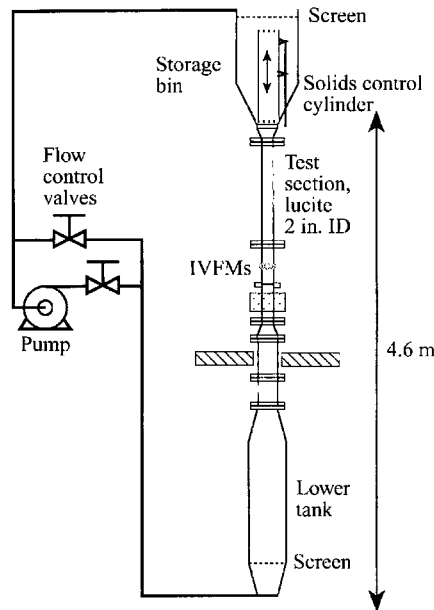 Screen
Storage
bin
Solids control
cylinder
Flow
control
valves
Test
section,
lucite
2 in. ID
IVFMs
Pump
4.6 m
Lower
tank
Screen